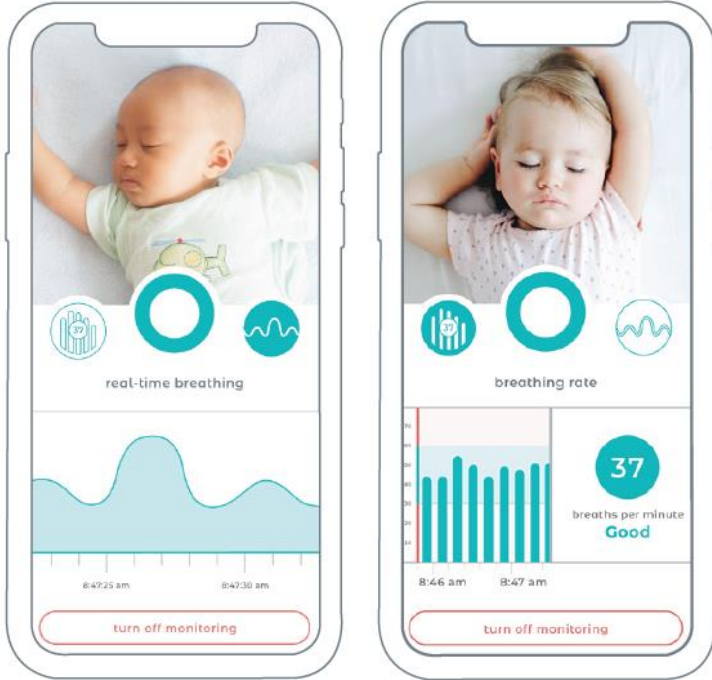 37
real-time breathing
8:47:25 am
8:47:30 am
turn off monitoring
37
breathing rate
37
breaths per minute
Good
8:46 am
8:47 am
turn off monitoring